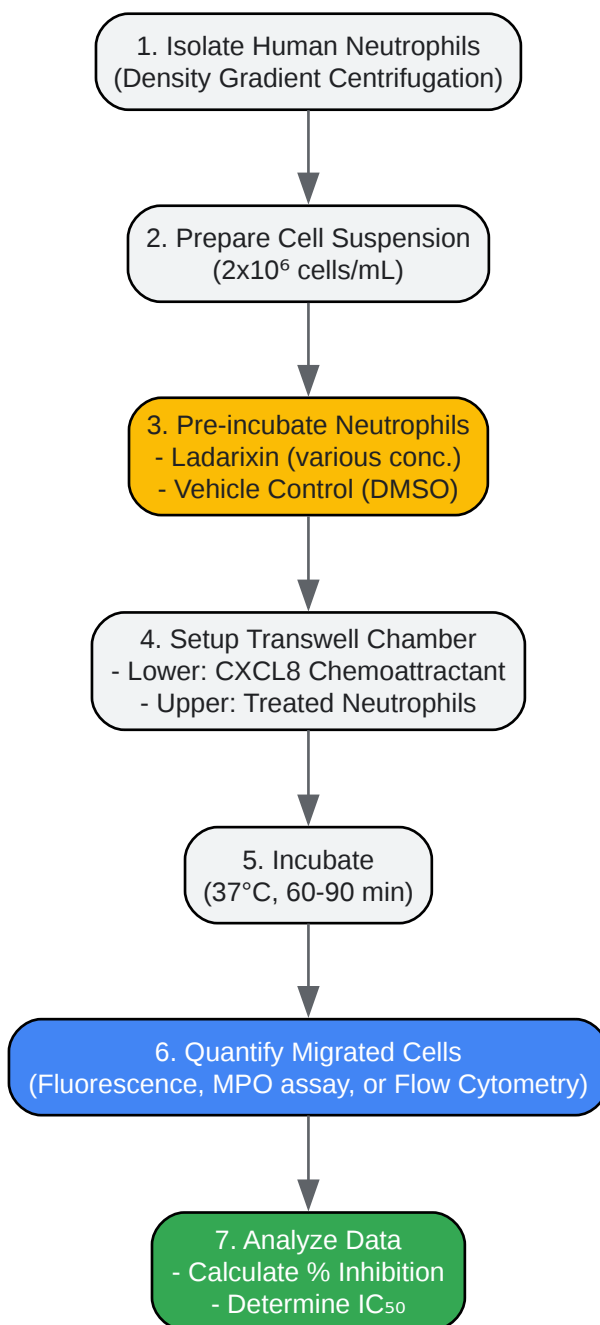 1. Isolate Human Neutrophils
(Density Gradient Centrifugation)
2. Prepare Cell Suspension
(2x10⁶ cells/mL)
3. Pre-incubate Neutrophils
- Ladarixin (various conc.)
- Vehicle Control (DMSO)
4. Setup Transwell Chamber
- Lower: CXCL8 Chemoattractant
- Upper: Treated Neutrophils
5. Incubate
(37°C, 60-90 min)
6. Quantify Migrated Cells
(Fluorescence, MPO assay, or Flow Cytometry)
7. Analyze Data
- Calculate % Inhibition
- Determine IC₅₀